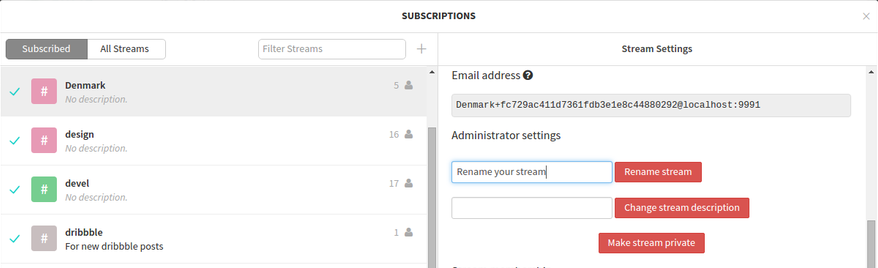 SUBSCRIPTIONS
×
Subscribed
All Streams
Filter Streams
+
Stream Settings
# Denmark 5
No description.
# design 16
No description.
# devel 17
No description.
# dribbble 1
For new dribbble posts
Email address ?
Denmark+fc729ac411d7361fdb3e1e8c44880292@localhost:9991
Administrator settings
Rename your stream
Rename stream
Change stream description
Make stream private